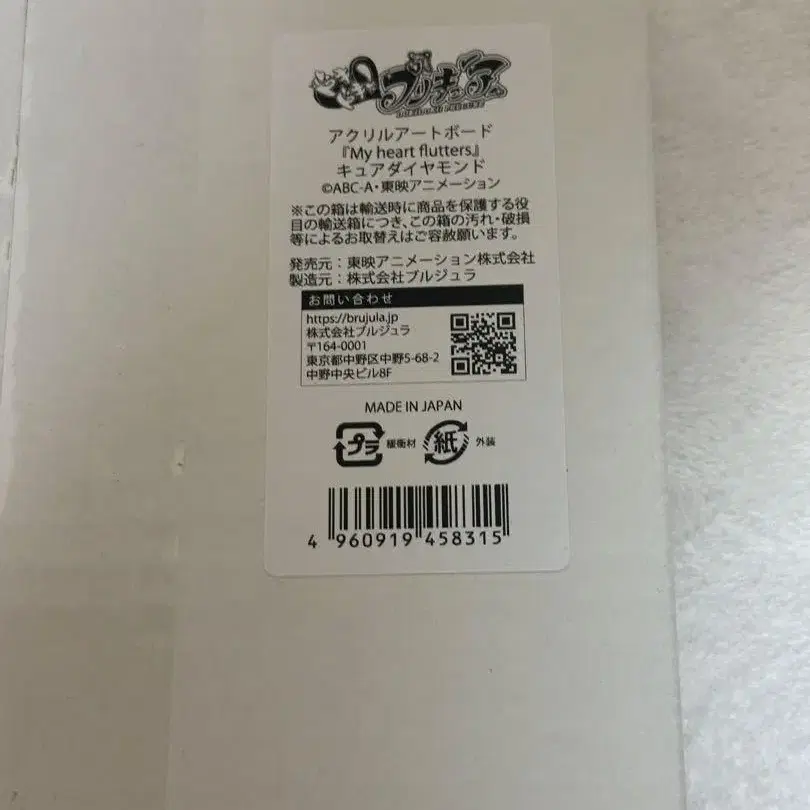 ドキドキ!プリキュア
DOKIDOKI! PRECURE
アクリルアートボード
『My heart flutters』
キュアダイヤモンド
©ABC-A・東映アニメーション
※この箱は輸送時に商品を保護する役
目の輸送箱につき、この箱の汚れ・破損
等によるお取替えはご容赦願います。
発売元：東映アニメーション株式会社
製造元：株式会社ブルジュラ
お問い合わせ
https://brujula.jp
株式会社ブルジュラ
〒164-0001
東京都中野区中野5-68-2
中野中央ビル8F
MADE IN JAPAN
プラ 緩衝材 紙 外装
4 960919 458315